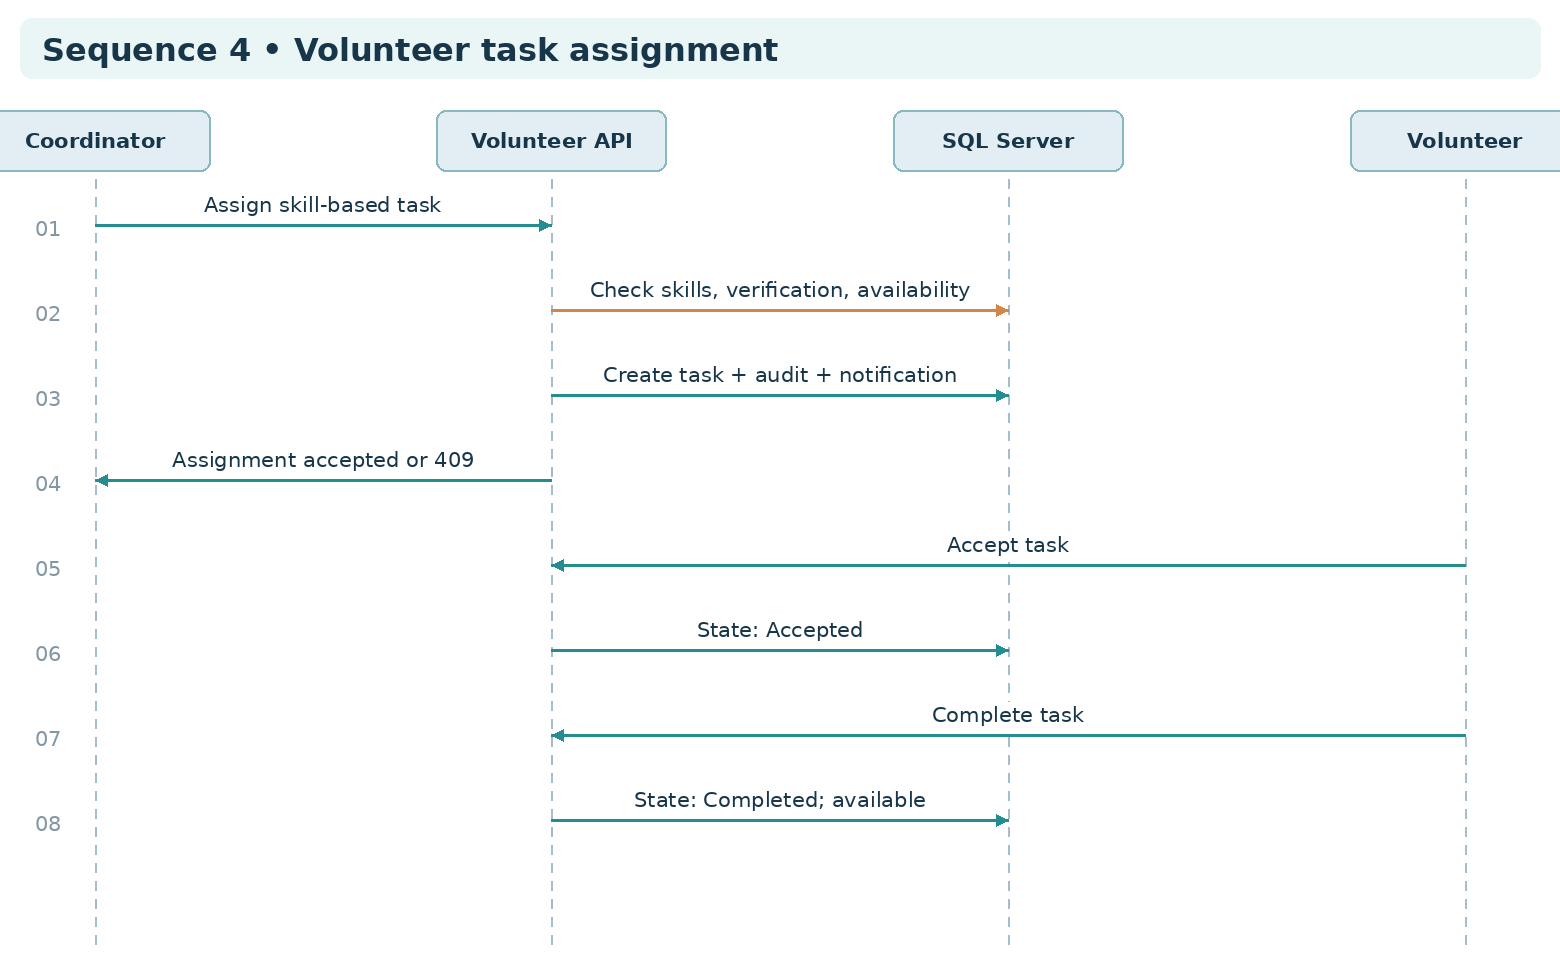 Sequence 4 • Volunteer task assignment
Coordinator
Volunteer API
SQL Server
Volunteer
01
Assign skill-based task
02
Check skills, verification, availability
03
Create task + audit + notification
04
Assignment accepted or 409
05
Accept task
06
State: Accepted
07
Complete task
08
State: Completed; available